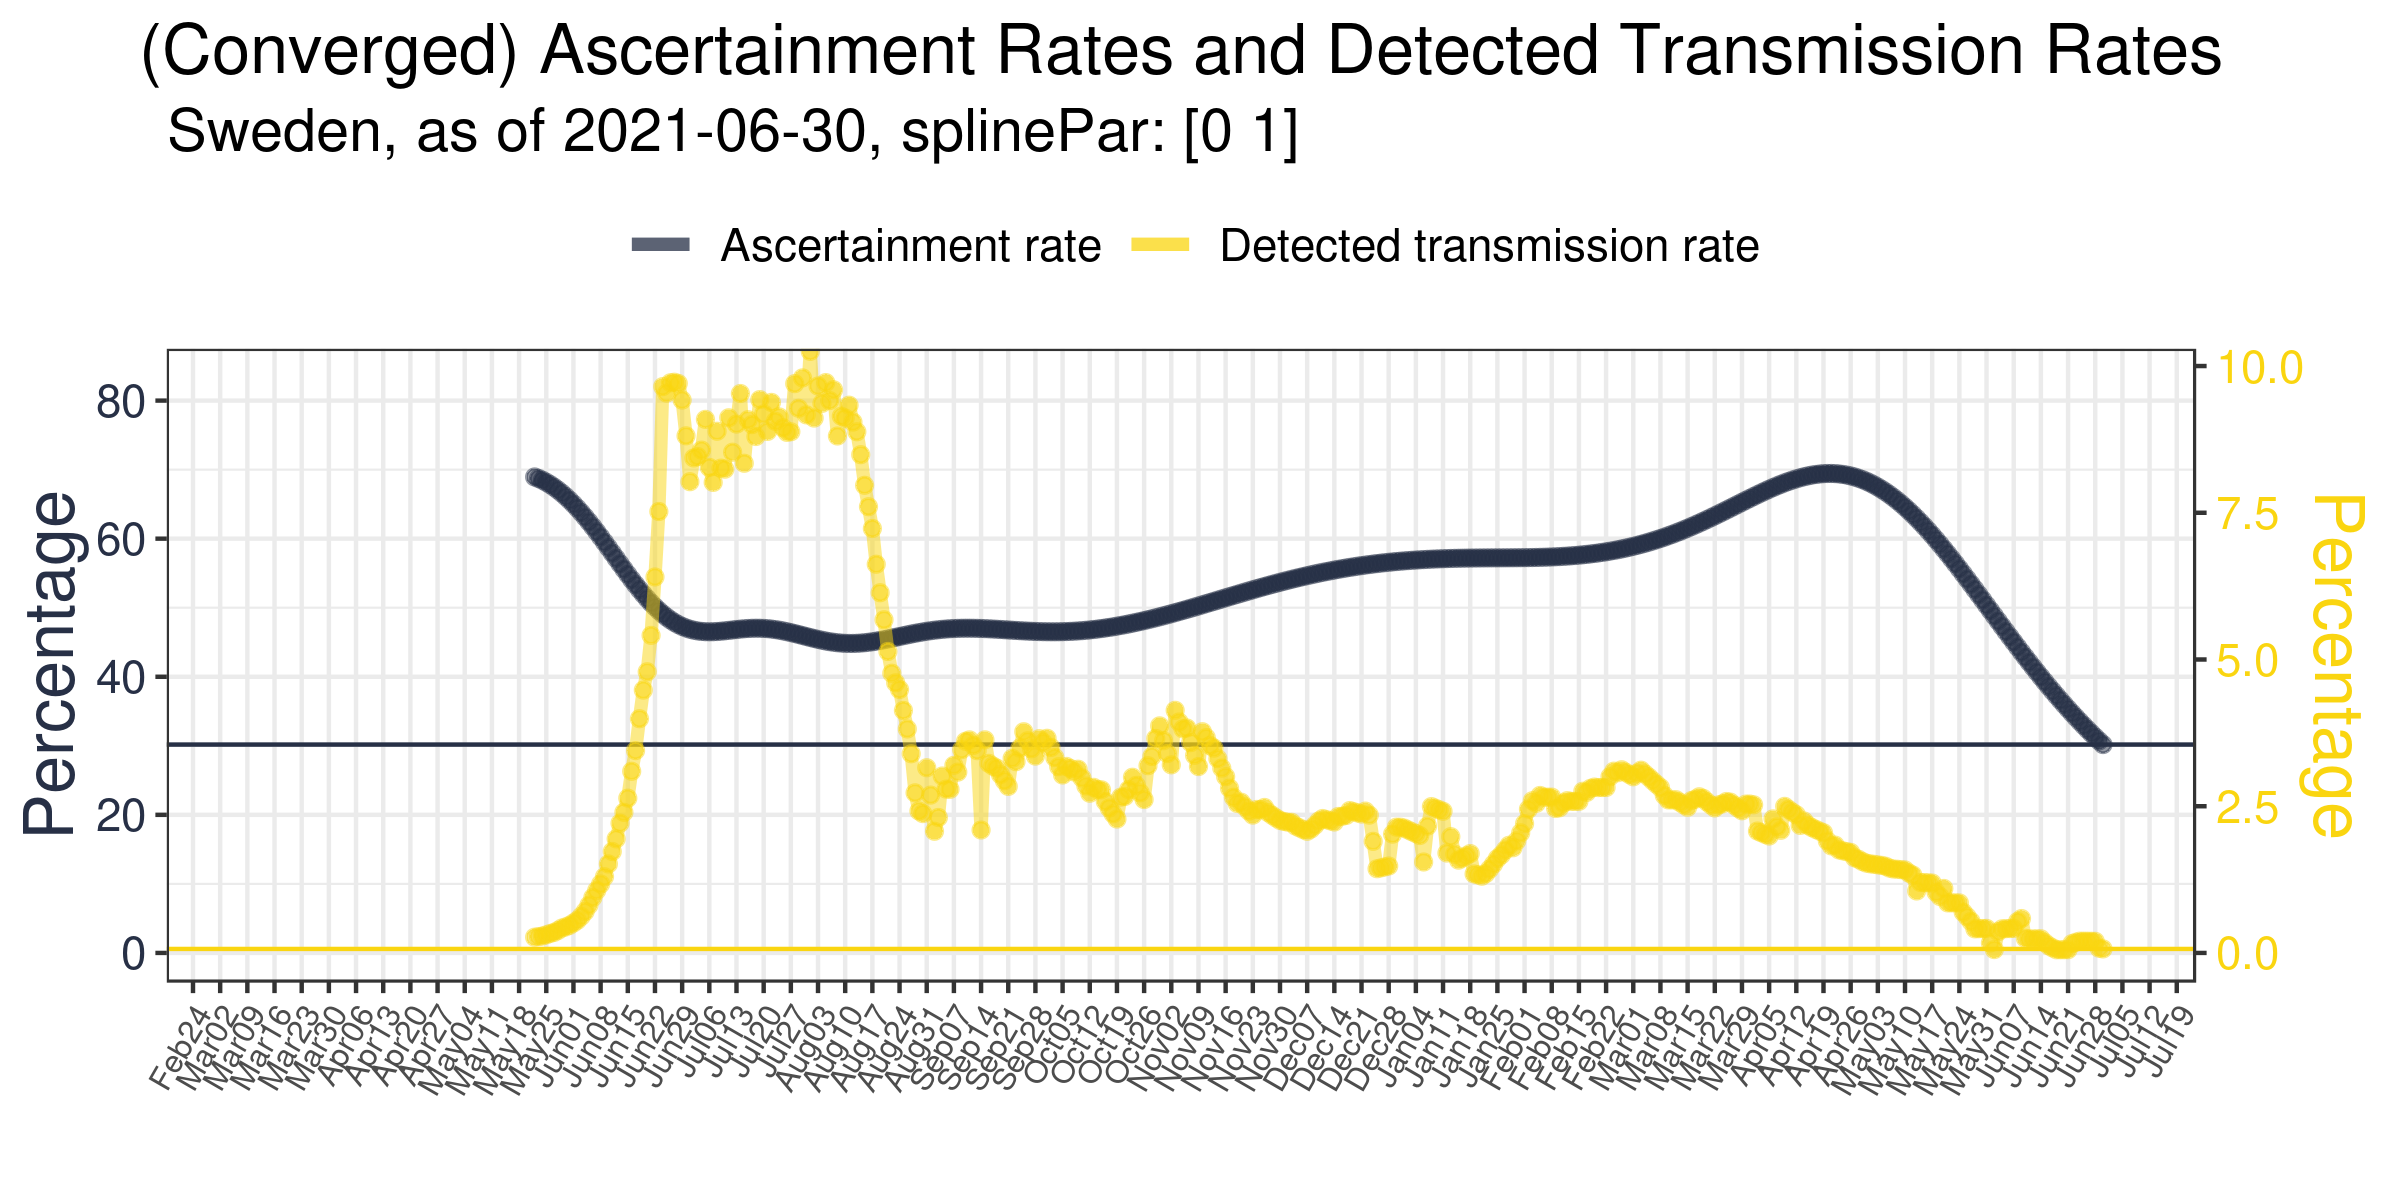 (Converged) Ascertainment Rates and Detected Transmission Rates
Sweden, as of 2021-06-30, splinePar: [0 1]
Ascertainment rate
Detected transmission rate
Percentage
80
60
40
20
0
10.0
7.5
5.0
2.5
0.0
Percentage
Feb24
Mar02
Mar09
Mar16
Mar23
Mar30
Apr06
Apr13
Apr20
Apr27
May04
May11
May18
May25
Jun01
Jun08
Jun15
Jun22
Jun29
Jul06
Jul13
Jul20
Jul27
Aug03
Aug10
Aug17
Aug24
Aug31
Sep07
Sep14
Sep21
Sep28
Oct05
Oct12
Oct19
Oct26
Nov02
Nov09
Nov16
Nov23
Nov30
Dec07
Dec14
Dec21
Dec28
Jan04
Jan11
Jan18
Jan25
Feb01
Feb08
Feb15
Feb22
Mar01
Mar08
Mar15
Mar22
Mar29
Apr05
Apr12
Apr19
Apr26
May03
May10
May17
May24
May31
Jun07
Jun14
Jun21
Jun28
Jul05
Jul12
Jul19